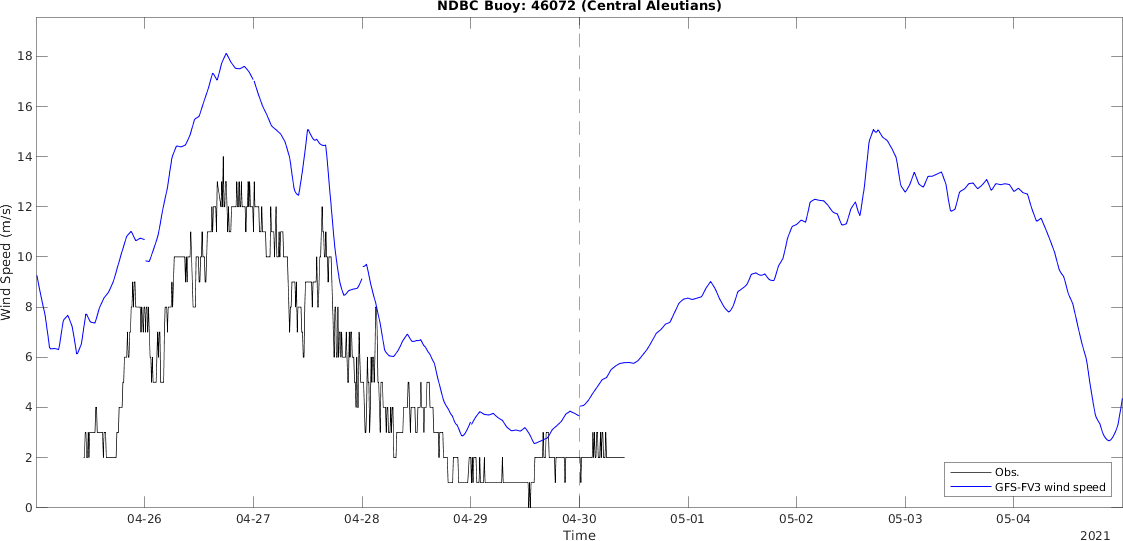 NDBC Buoy: 46072 (Central Aleutians)
18
16
14
12
10
8
6
4
2
0
Wind Speed (m/s)
04-26 04-27 04-28 04-29 04-30 05-01 05-02 05-03 05-04
Time
2021
Obs.
GFS-FV3 wind speed